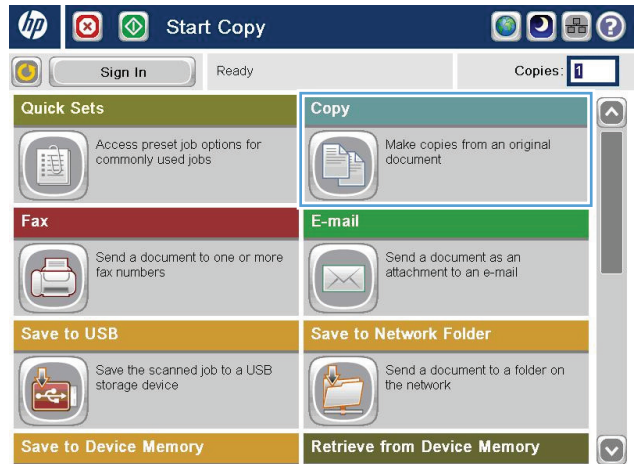 hp Start Copy ?
Sign In Ready Copies: 1
Quick Sets
Access preset job options for
commonly used jobs
Copy
Make copies from an original
document
Fax
Send a document to one or more
fax numbers
E-mail
Send a document as an
attachment to an e-mail
Save to USB
Save the scanned job to a USB
storage device
Save to Network Folder
Send a document to a folder on
the network
Save to Device Memory
Retrieve from Device Memory